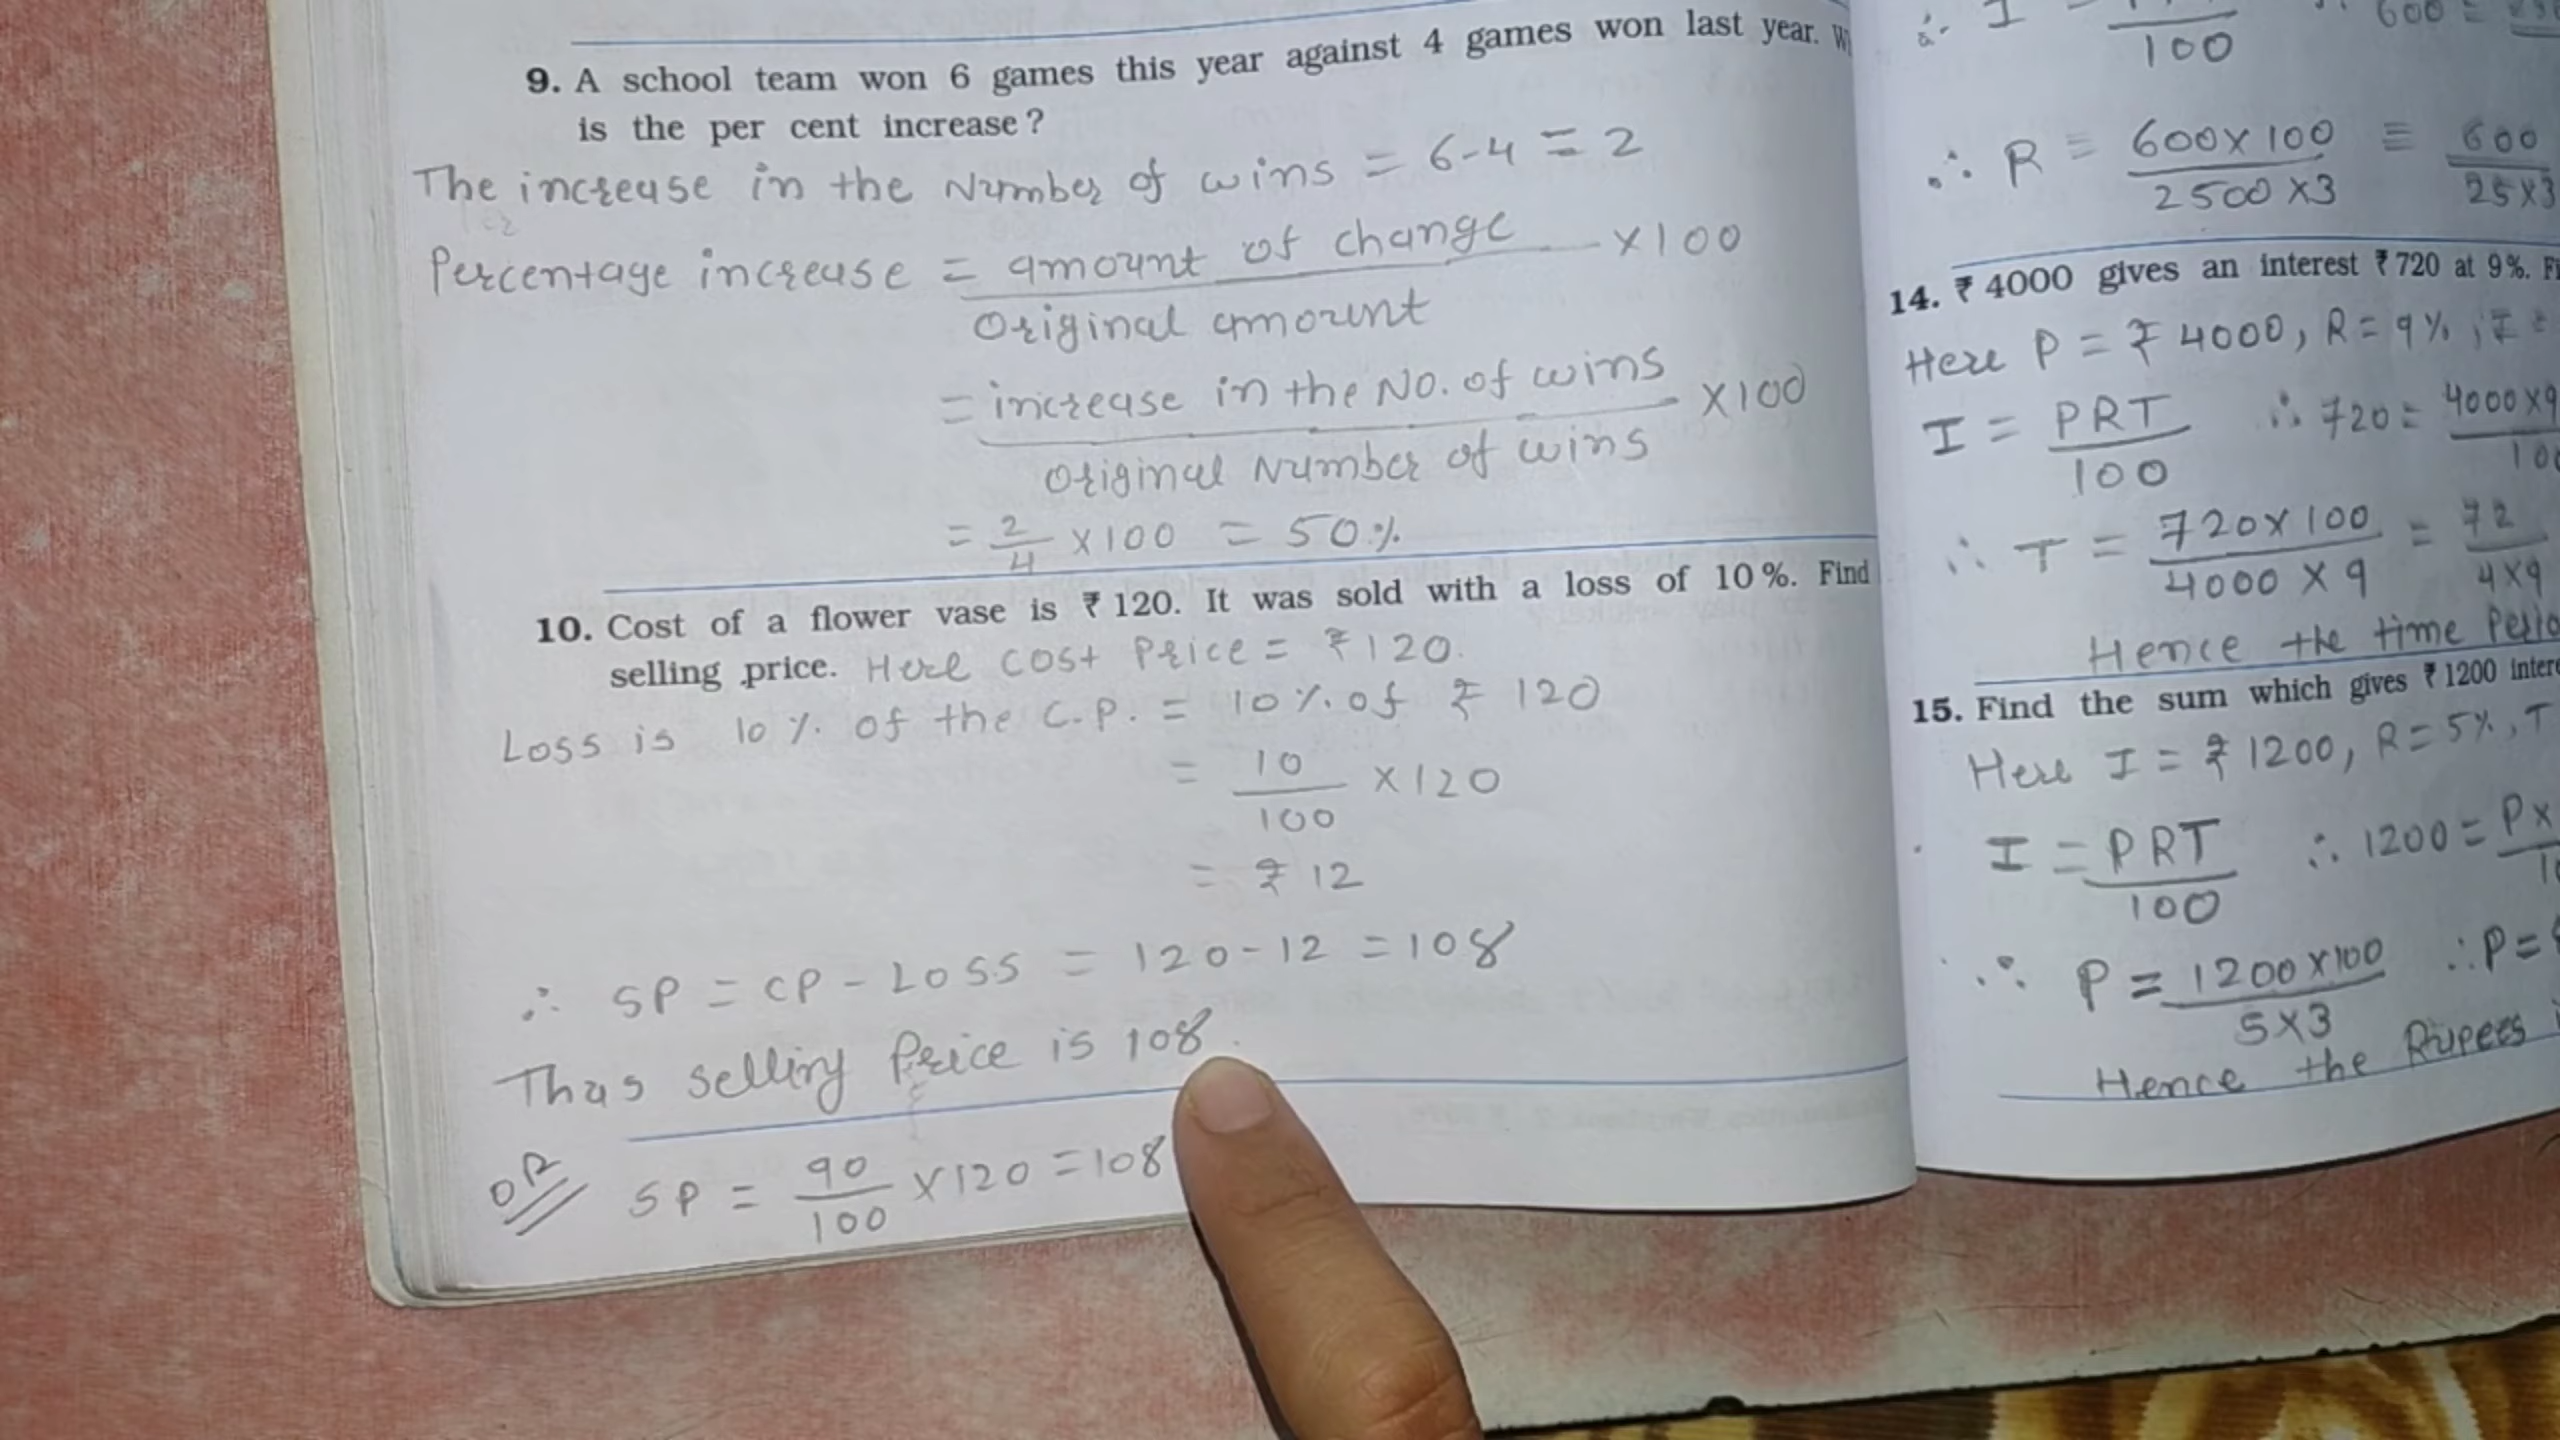 9. A school team won 6 games this year against 4 games won last year.
is the per cent increase?
The increase in the Number of wins = 6-4 = 2
Percentage increase = amount of change / Original amount ×100
= increase in the No. of wins / Original Number of wins ×100
= 2/4 ×100 = 50%
10. Cost of a flower vase is ₹ 120. It was sold with a loss of 10%. Find
selling price. Here cost Price = ₹120.
Loss is 10% of the C.P. = 10% of ₹ 120
= 10/100 ×120
= ₹ 12
∴ SP = CP - Loss = 120-12 = 108
Thus selling Price is 108.
OR SP = 90/100 ×120 = 108
100
∴ R = 600×100 / 2500×3 = 600 / 25×3
14. ₹ 4000 gives an interest ₹ 720 at 9%.
Here P = ₹ 4000, R = 9%, I =
I = PRT/100 ∴ 720 = 4000×9
∴ T = 720×100 / 4000×9 = 72 / 4×9
Hence the time
15. Find the sum which gives ₹ 1200
Here I = ₹ 1200, R = 5%, T
I = PRT/100 ∴ 1200 = P×
∴ P = 1200×100 / 5×3 ∴ P =
Hence the Rupees